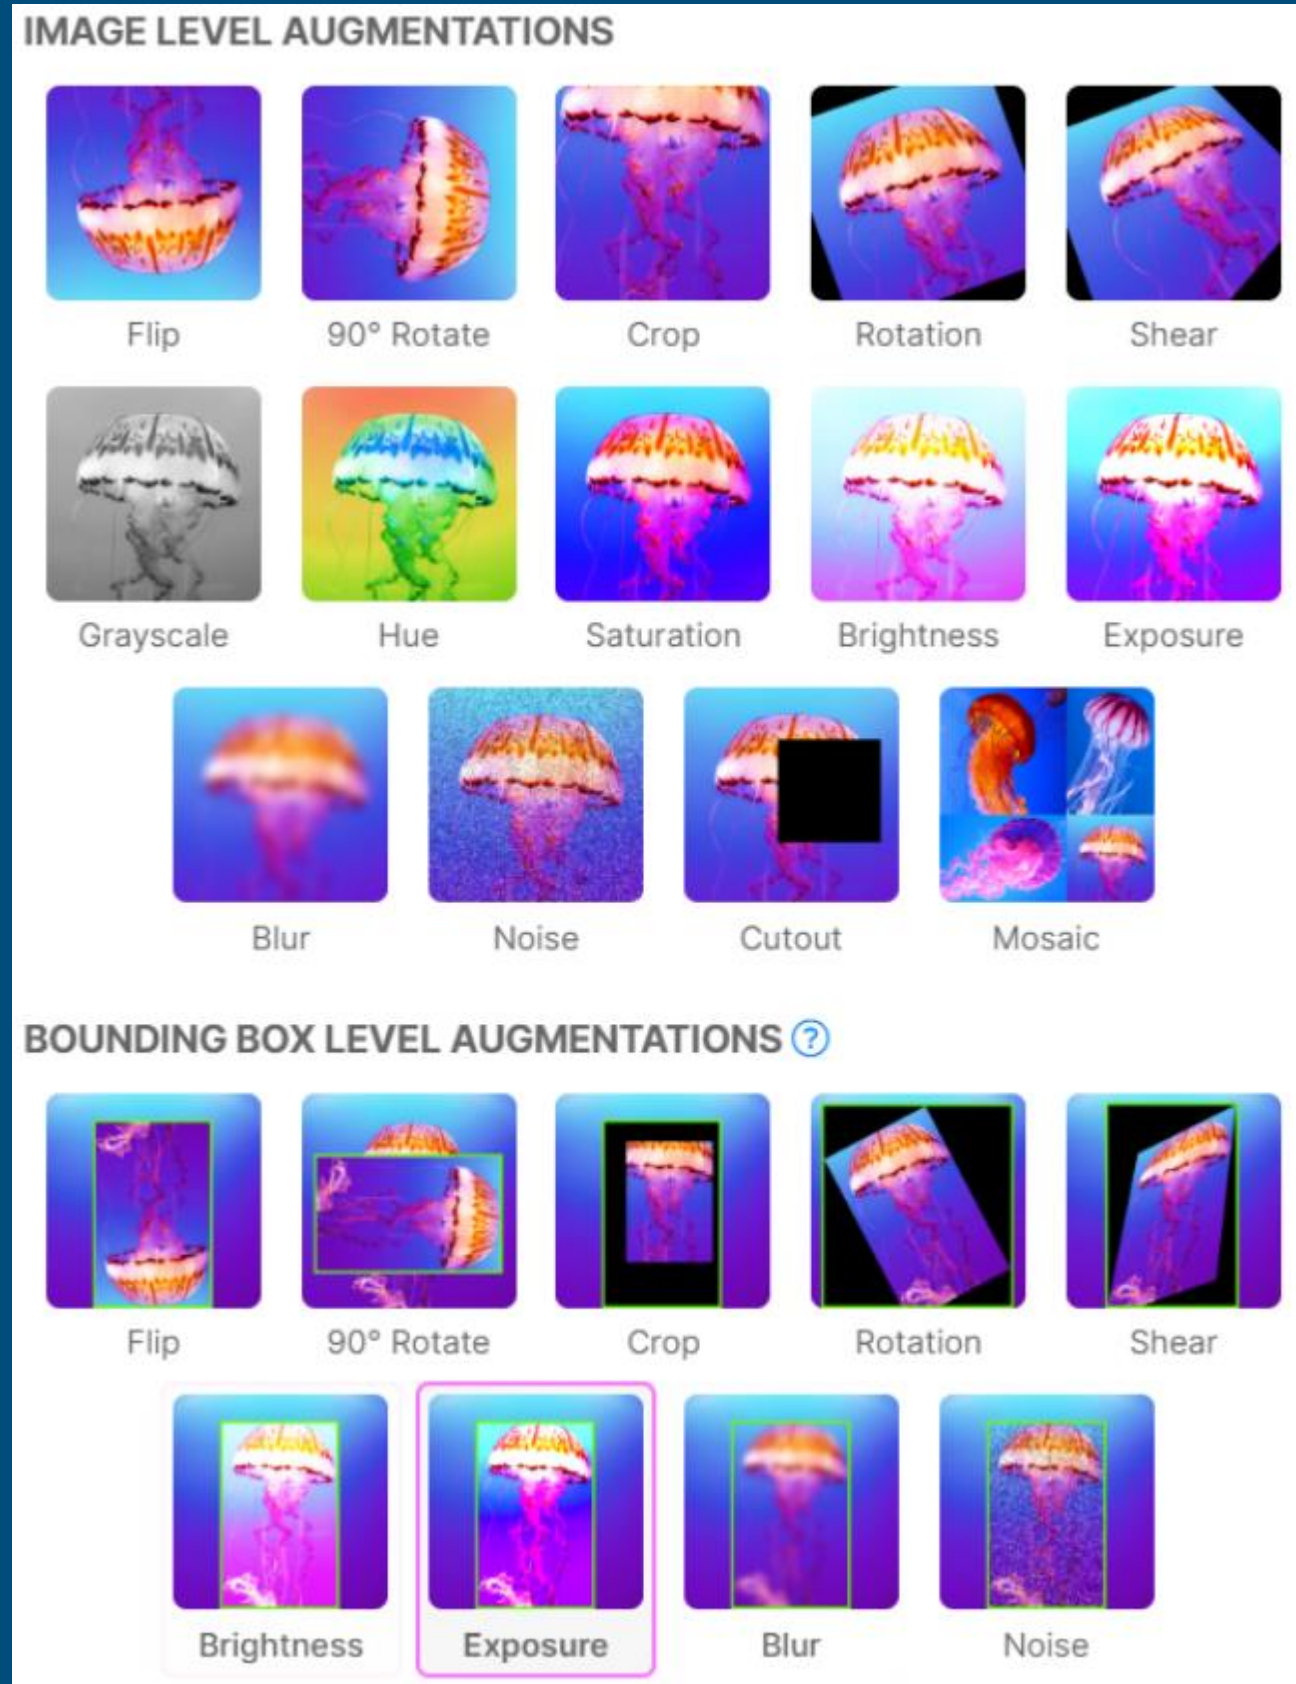 IMAGE LEVEL AUGMENTATIONS
Flip 90° Rotate Crop Rotation Shear
Grayscale Hue Saturation Brightness Exposure
Blur Noise Cutout Mosaic
BOUNDING BOX LEVEL AUGMENTATIONS ?
Flip 90° Rotate Crop Rotation Shear
Brightness Exposure Blur Noise